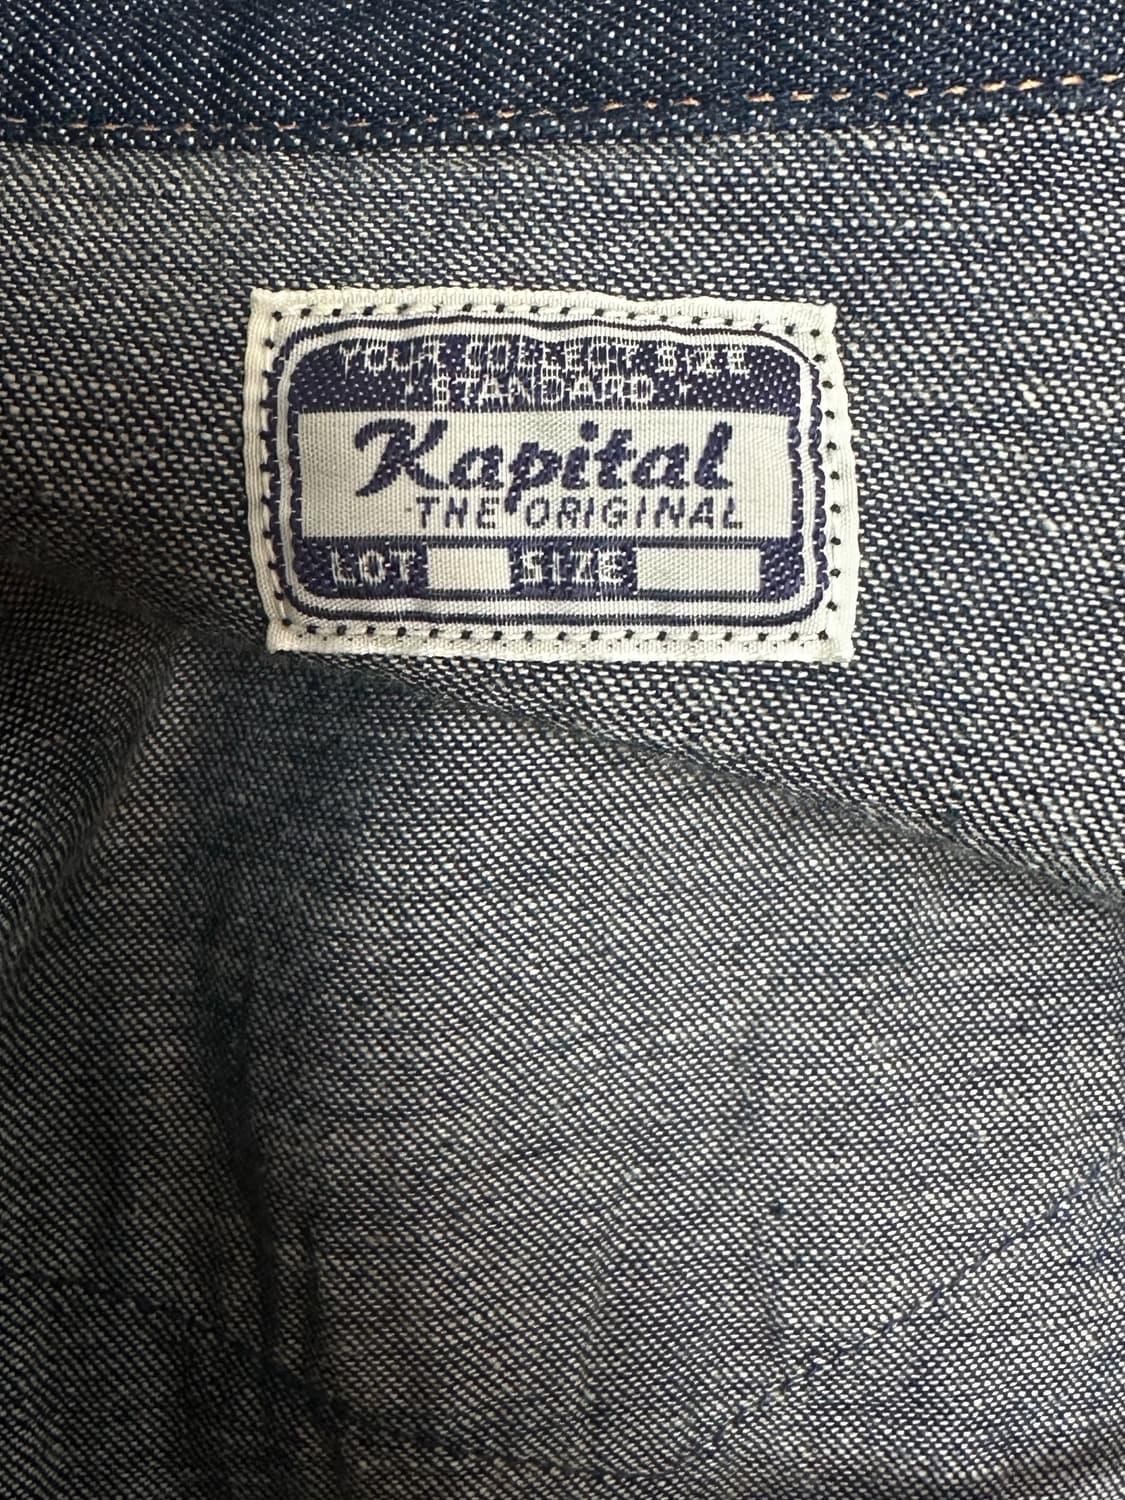 YOUR CORRECT SIZE
· STANDARD ·
Kapital
THE ORIGINAL
LOT SIZE